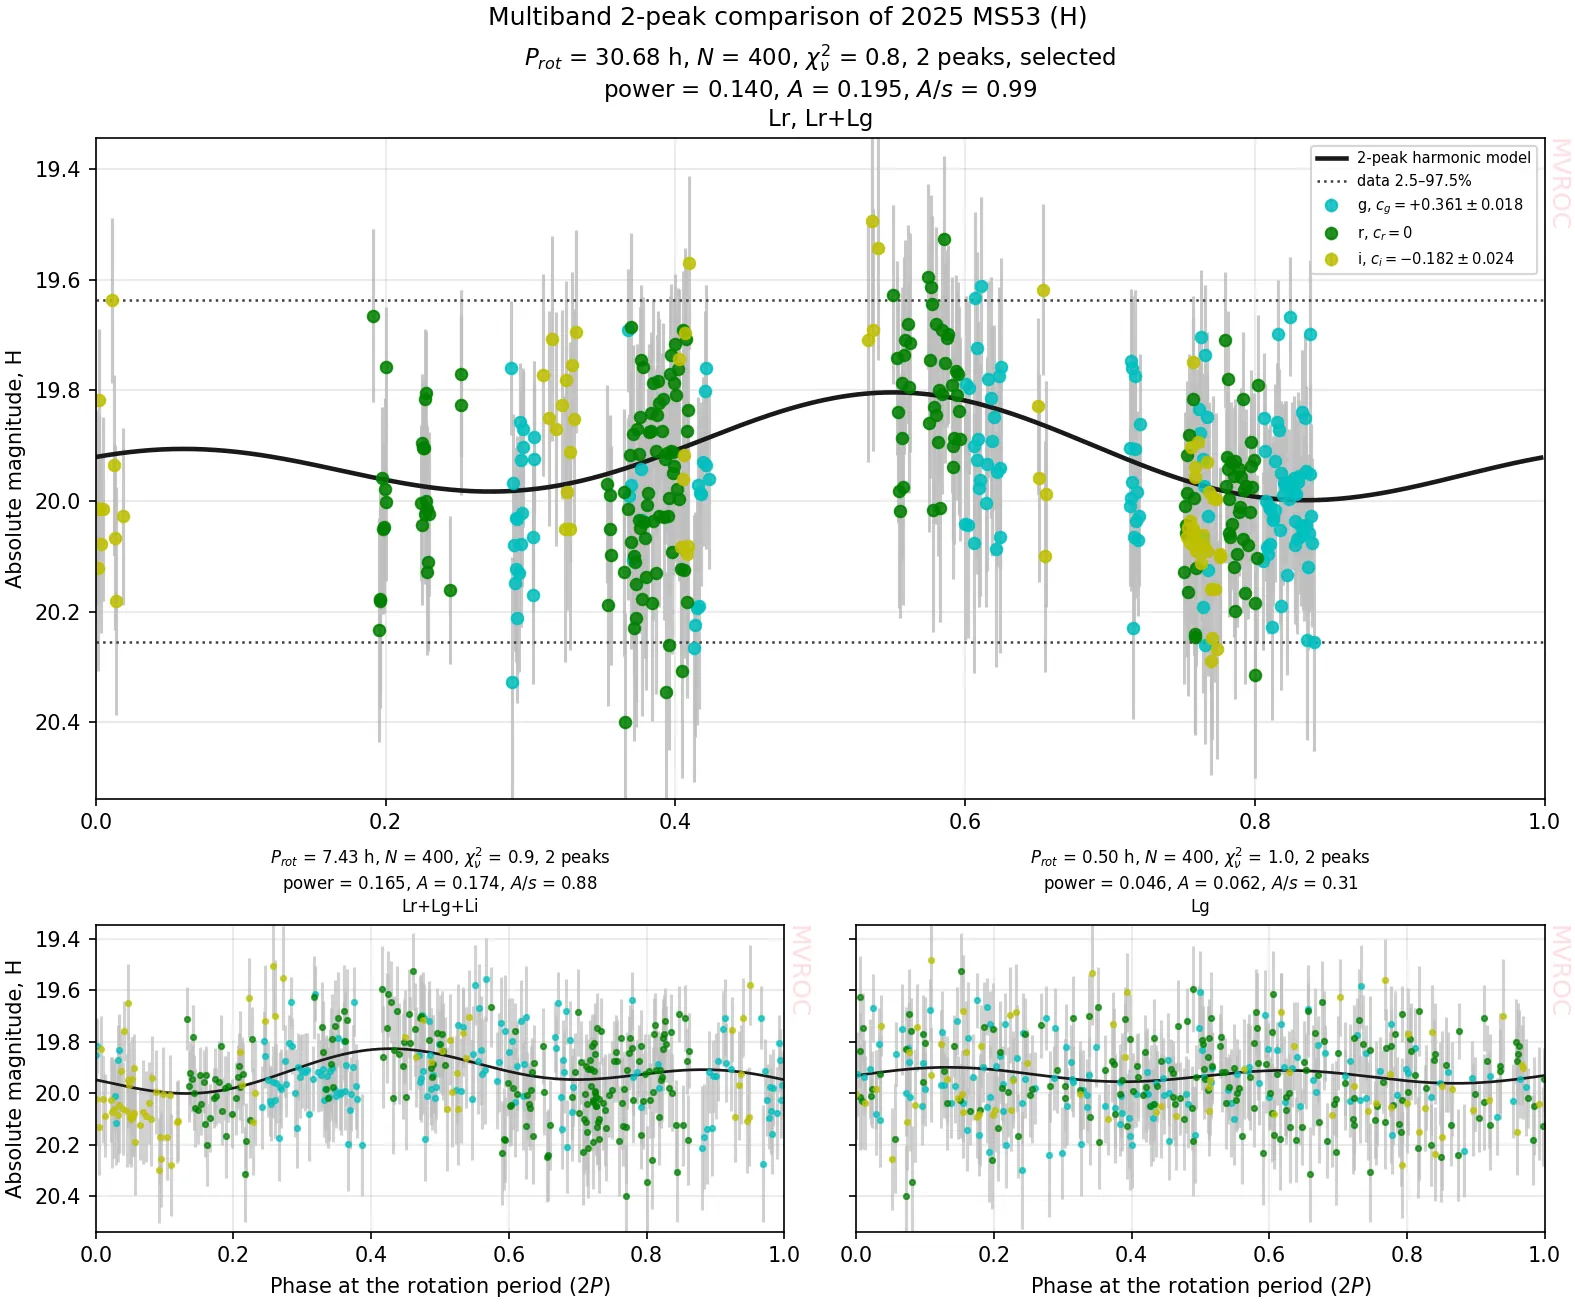 Multiband 2-peak comparison of 2025 MS53 (H)
P_rot = 30.68 h, N = 400, χ²_ν = 0.8, 2 peaks, selected
power = 0.140, A = 0.195, A/s = 0.99
Lr, Lr+Lg
2-peak harmonic model
data 2.5–97.5%
g, c_g = +0.361 ± 0.018
r, c_r = 0
i, c_i = −0.182 ± 0.024
MVROC
Absolute magnitude, H
19.4
19.6
19.8
20.0
20.2
20.4
0.0 0.2 0.4 0.6 0.8 1.0
P_rot = 7.43 h, N = 400, χ²_ν = 0.9, 2 peaks
power = 0.165, A = 0.174, A/s = 0.88
Lr+Lg+Li
MVROC
Absolute magnitude, H
19.4
19.6
19.8
20.0
20.2
20.4
0.0 0.2 0.4 0.6 0.8 1.0
Phase at the rotation period (2P)
P_rot = 0.50 h, N = 400, χ²_ν = 1.0, 2 peaks
power = 0.046, A = 0.062, A/s = 0.31
Lg
MVROC
0.0 0.2 0.4 0.6 0.8 1.0
Phase at the rotation period (2P)